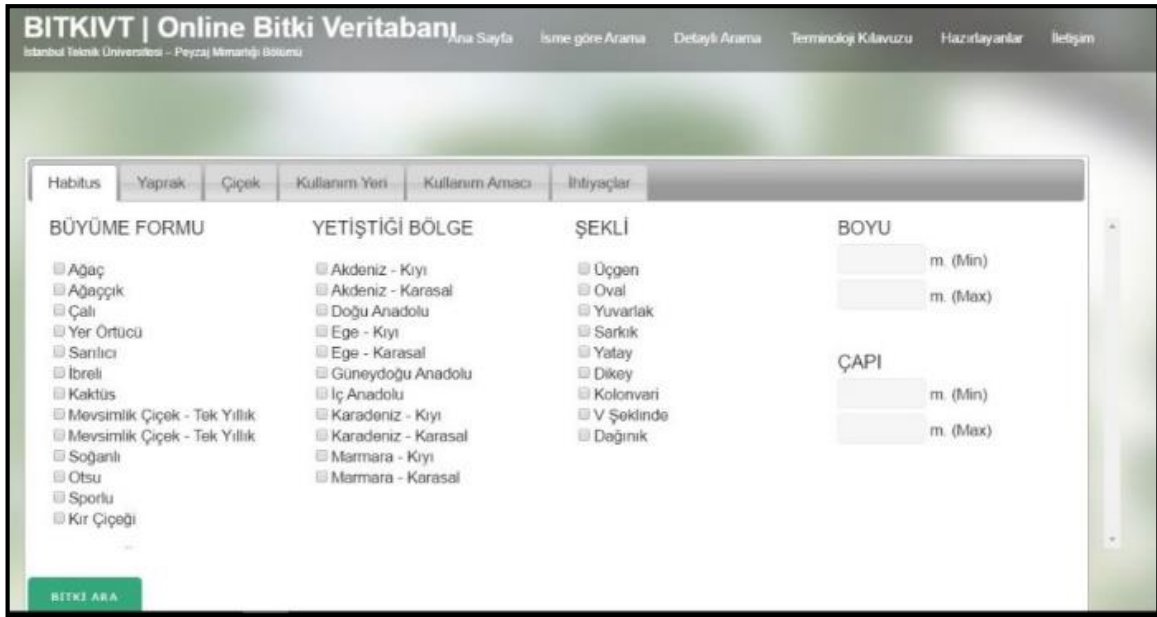 BITKIVT | Online Bitki Veritabanı
İstanbul Teknik Üniversitesi – Peyzaj Mimarlığı Bölümü
Ana Sayfa İsme göre Arama Detaylı Arama Terminoloji Kılavuzu Hazırlayanlar İletişim
Habitus Yaprak Çiçek Kullanım Yeri Kullanım Amacı İhtiyaçlar
BÜYÜME FORMU
Ağaç
Ağaççık
Çalı
Yer Örtücü
Sarılıcı
İbreli
Kaktüs
Mevsimlik Çiçek - Tek Yıllık
Mevsimlik Çiçek - Tek Yıllık
Soğanlı
Otsu
Sporlu
Kır Çiçeği
YETİŞTİĞİ BÖLGE
Akdeniz - Kıyı
Akdeniz - Karasal
Doğu Anadolu
Ege - Kıyı
Ege - Karasal
Güneydoğu Anadolu
İç Anadolu
Karadeniz - Kıyı
Karadeniz - Karasal
Marmara - Kıyı
Marmara - Karasal
ŞEKLİ
Üçgen
Oval
Yuvarlak
Sarkık
Yatay
Dikey
Kolonvari
V Şeklinde
Dağınık
BOYU
m. (Min)
m. (Max)
ÇAPI
m. (Min)
m. (Max)
BİTKİ ARA